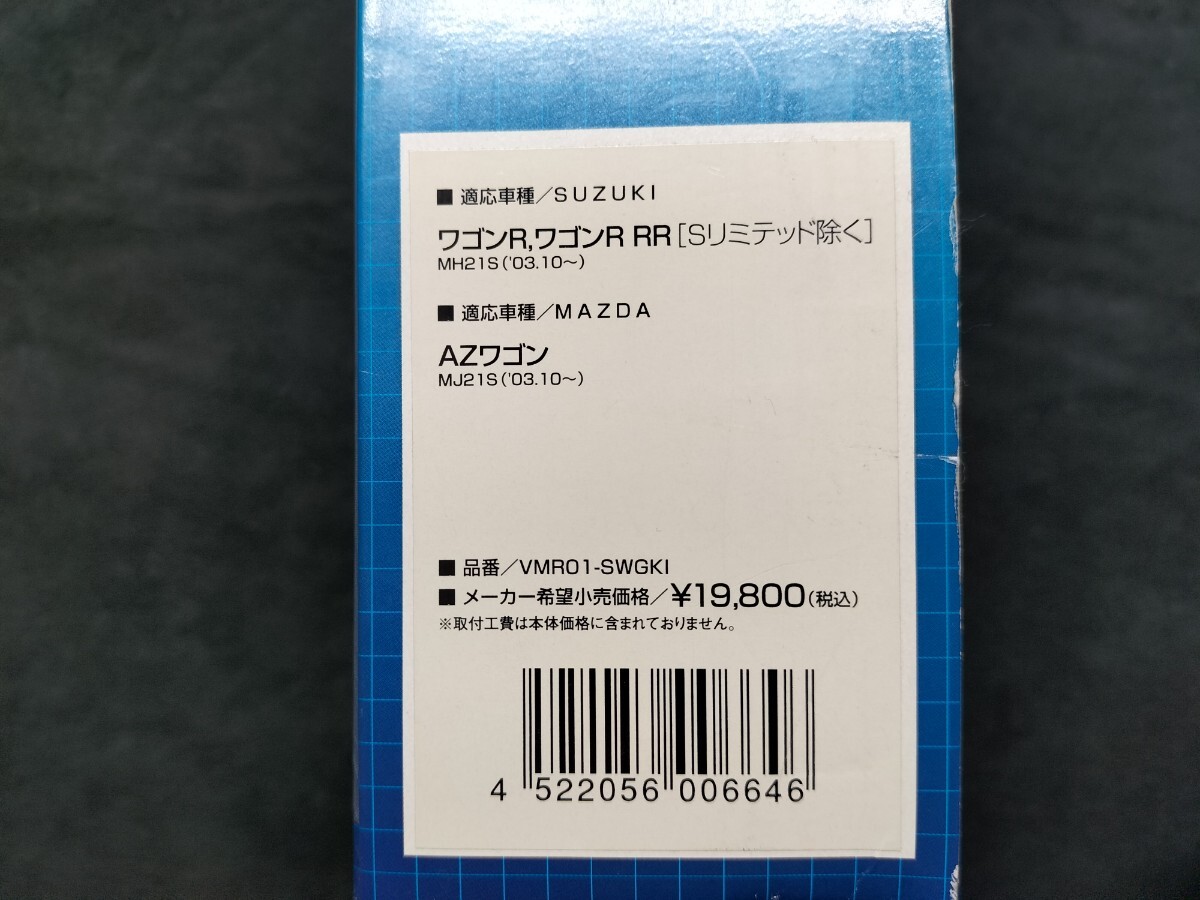 ■ 適応車種／SUZUKI
ワゴンR,ワゴンR RR [Sリミテッド除く]
MH21S('03.10〜)
■ 適応車種／MAZDA
AZワゴン
MJ21S('03.10〜)
■ 品番／VMR01-SWGKI
■ メーカー希望小売価格／¥19,800(税込)
※取付工費は本体価格に含まれておりません。
4 522056 006646